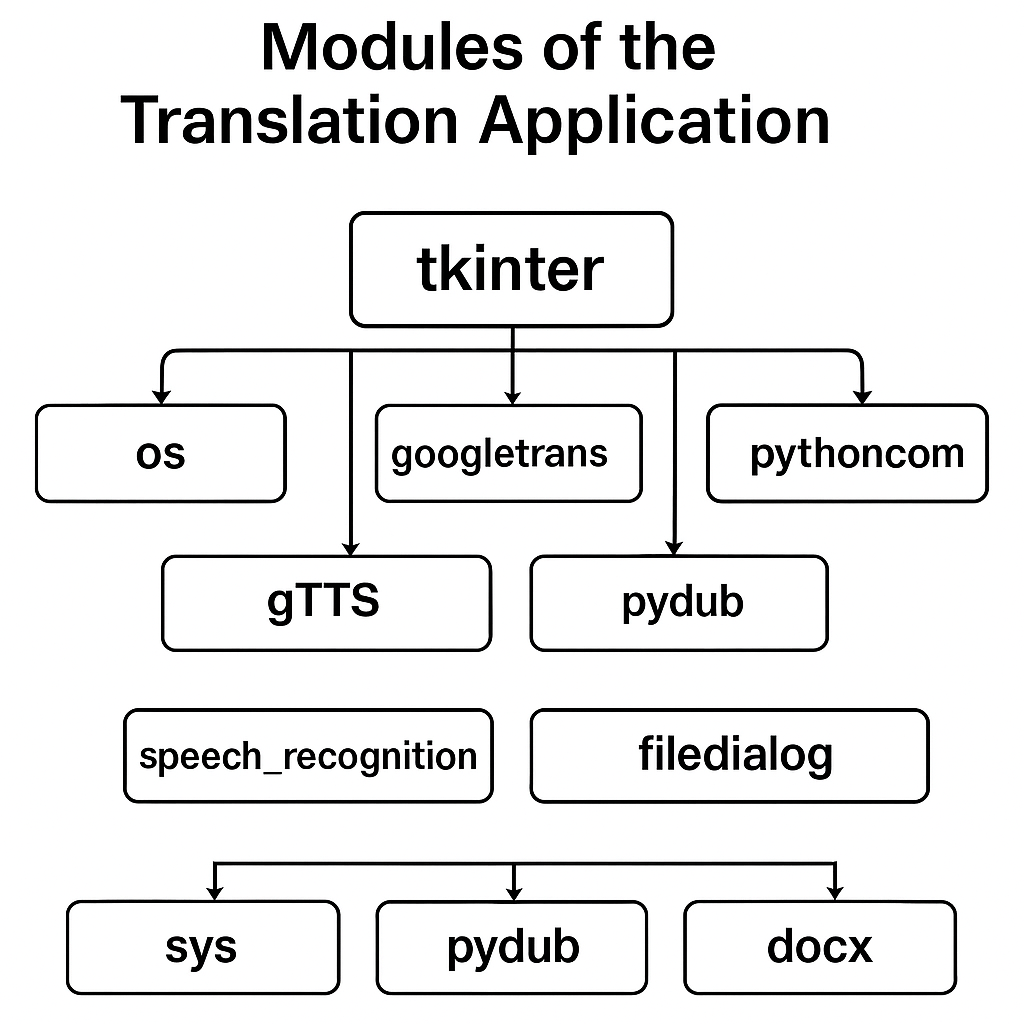 Modules of the
Translation Application
tkinter
os
googletrans
pythoncom
gTTS
pydub
speech_recognition
filedialog
sys
pydub
docx